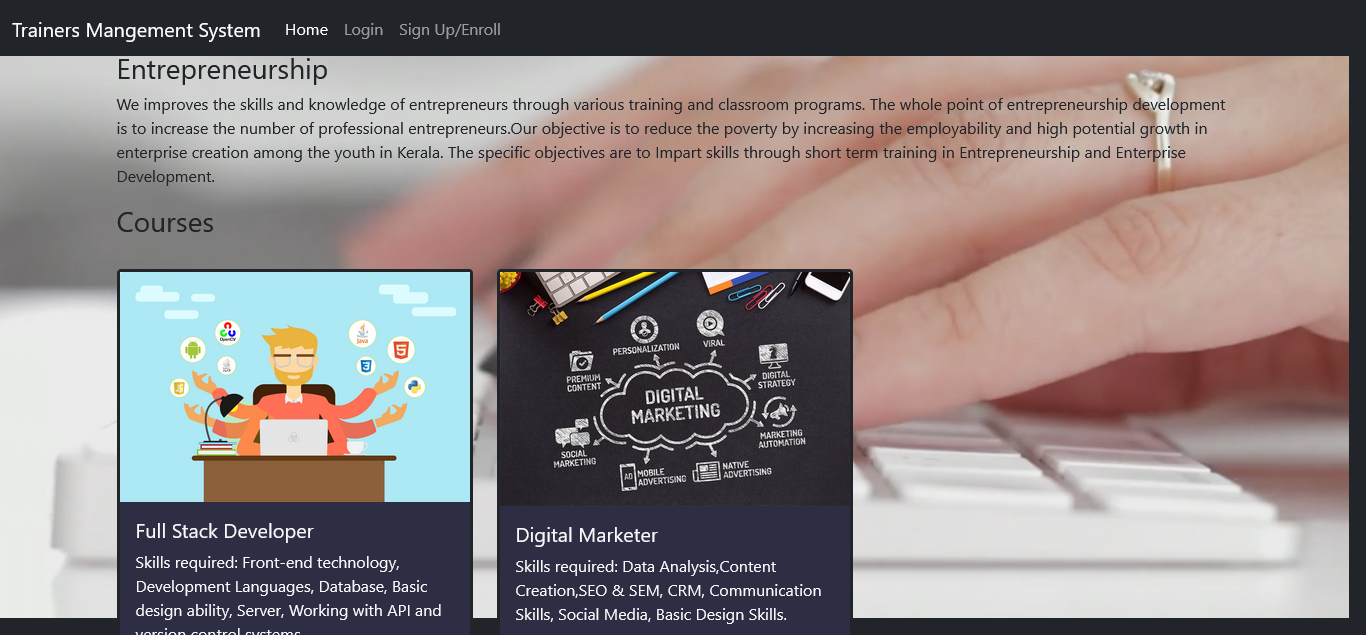 Trainers Mangement System Home Login Sign Up/Enroll
Entrepreneurship
We improves the skills and knowledge of entrepreneurs through various training and classroom programs. The whole point of entrepreneurship development
is to increase the number of professional entrepreneurs.Our objective is to reduce the poverty by increasing the employability and high potential growth in
enterprise creation among the youth in Kerala. The specific objectives are to Impart skills through short term training in Entrepreneurship and Enterprise
Development.
Courses
OpenCV
Java
iOS
PERSONALIZATION
VIRAL
PREMIUM
CONTENT
DIGITAL
STRATEGY
DIGITAL
MARKETING
MARKETING
AUTOMATION
SOCIAL
MARKETING
AD
MOBILE
ADVERTISING
NATIVE
ADVERTISING
Full Stack Developer
Skills required: Front-end technology,
Development Languages, Database, Basic
design ability, Server, Working with API and
version control systems
Digital Marketer
Skills required: Data Analysis,Content
Creation,SEO & SEM, CRM, Communication
Skills, Social Media, Basic Design Skills.